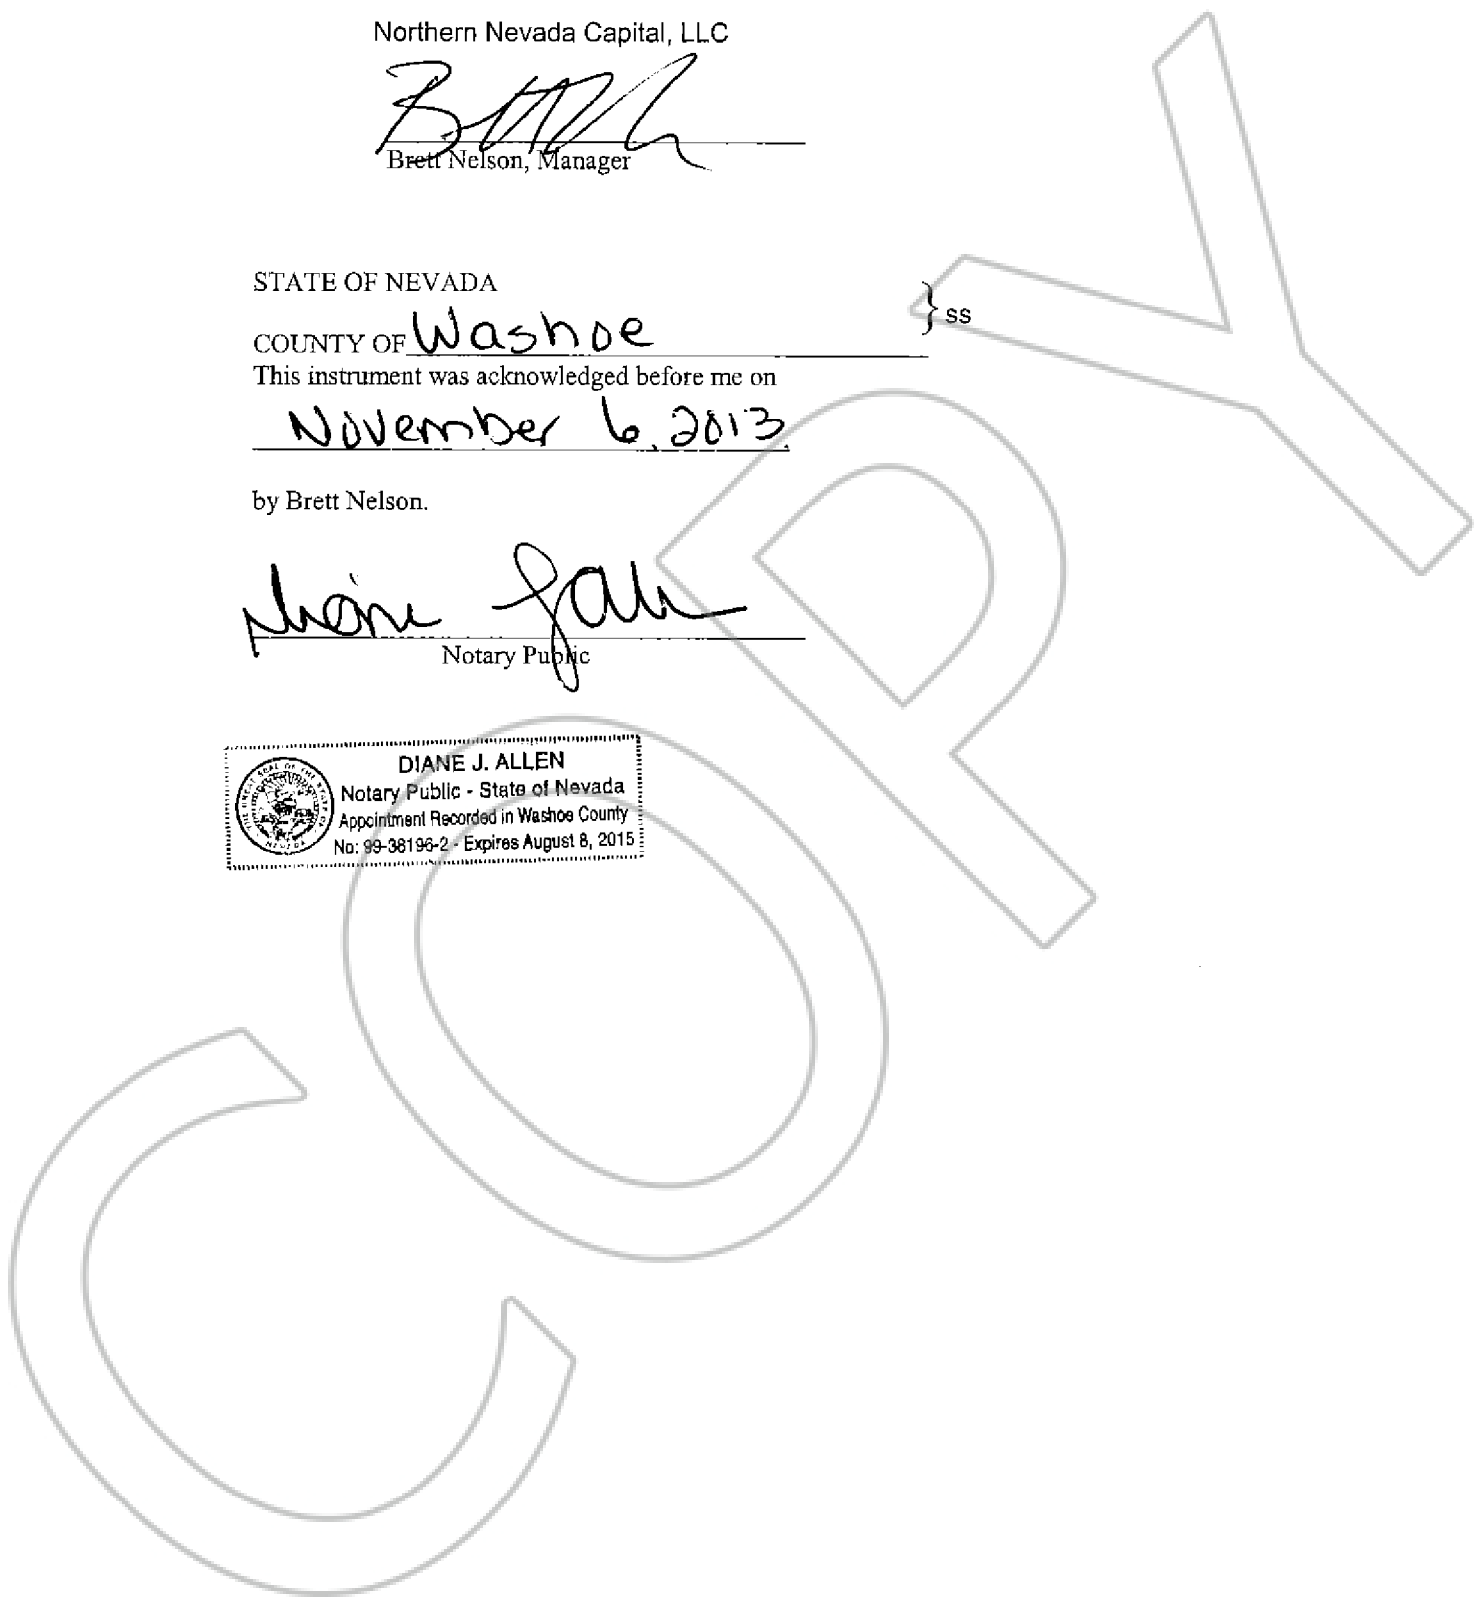 Northern Nevada Capital, LLC
Brett Nelson, Manager
STATE OF NEVADA
COUNTY OF Washoe
} ss
This instrument was acknowledged before me on
November 6, 2013
by Brett Nelson.
Notary Public
DIANE J. ALLEN
Notary Public - State of Nevada
Appointment Recorded in Washoe County
No: 99-38196-2 - Expires August 8, 2015
COPY